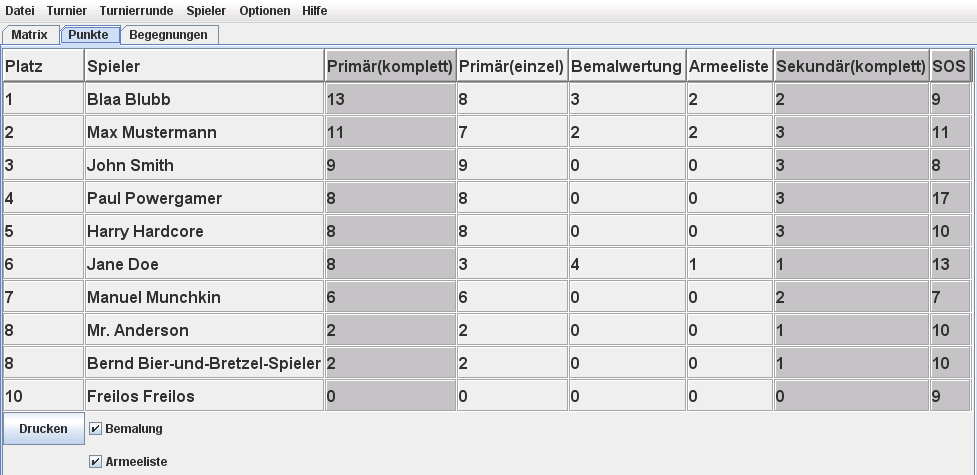 Datei Turnier Turnierrunde Spieler Optionen Hilfe
Matrix Punkte Begegnungen
Platz Spieler Primär(komplett) Primär(einzel) Bemalwertung Armeeliste Sekundär(komplett) SOS
1 Blaa Blubb 13 8 3 2 2 9
2 Max Mustermann 11 7 2 2 3 11
3 John Smith 9 9 0 0 3 8
4 Paul Powergamer 8 8 0 0 3 17
5 Harry Hardcore 8 8 0 0 3 10
6 Jane Doe 8 3 4 1 1 13
7 Manuel Munchkin 6 6 0 0 2 7
8 Mr. Anderson 2 2 0 0 1 10
8 Bernd Bier-und-Bretzel-Spieler 2 2 0 0 1 10
10 Freilos Freilos 0 0 0 0 0 9
Drucken Bemalung
Armeeliste